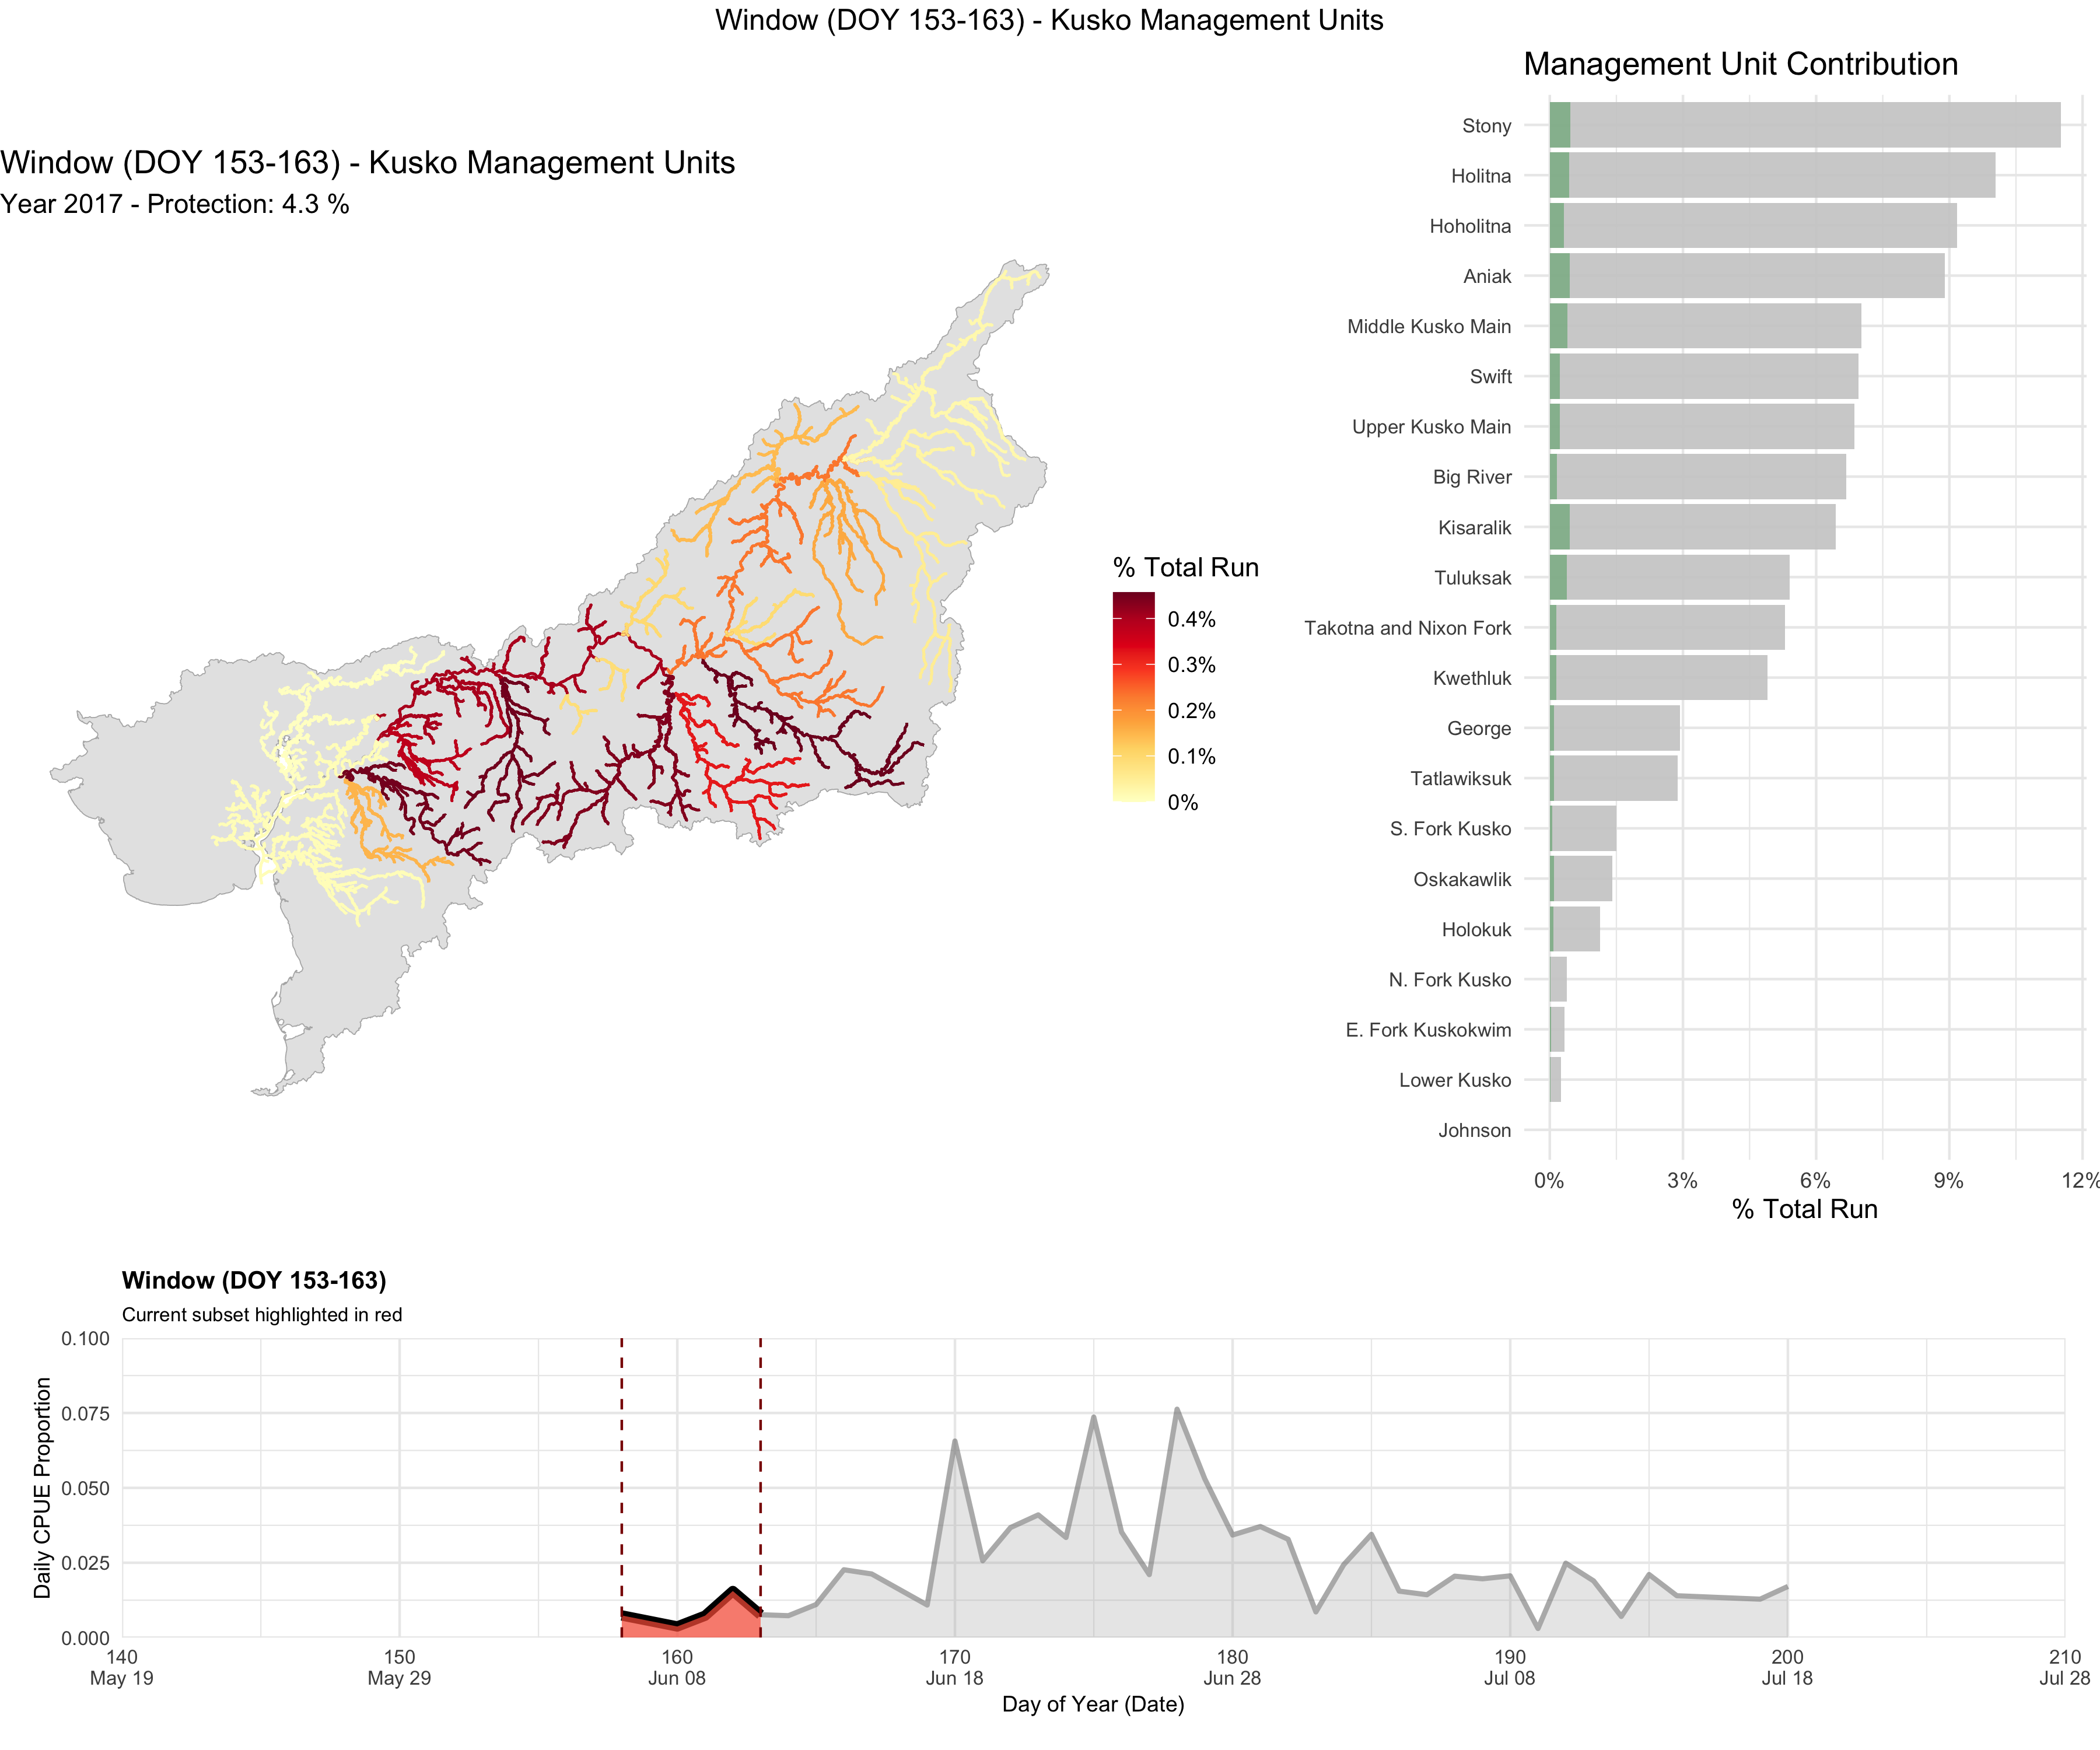 Window (DOY 153-163) - Kusko Management Units
Window (DOY 153-163) - Kusko Management Units
Year 2017 - Protection: 4.3 %
% Total Run
0.4%
0.3%
0.2%
0.1%
0%
Management Unit Contribution
Stony
Holitna
Hoholitna
Aniak
Middle Kusko Main
Swift
Upper Kusko Main
Big River
Kisaralik
Tuluksak
Takotna and Nixon Fork
Kwethluk
George
Tatlawiksuk
S. Fork Kusko
Oskakawlik
Holokuk
N. Fork Kusko
E. Fork Kuskokwim
Lower Kusko
Johnson
0% 3% 6% 9% 12%
% Total Run
Window (DOY 153-163)
Current subset highlighted in red
Daily CPUE Proportion
0.100
0.075
0.050
0.025
0.000
140 150 160 170 180 190 200 210
May 19 May 29 Jun 08 Jun 18 Jun 28 Jul 08 Jul 18 Jul 28
Day of Year (Date)